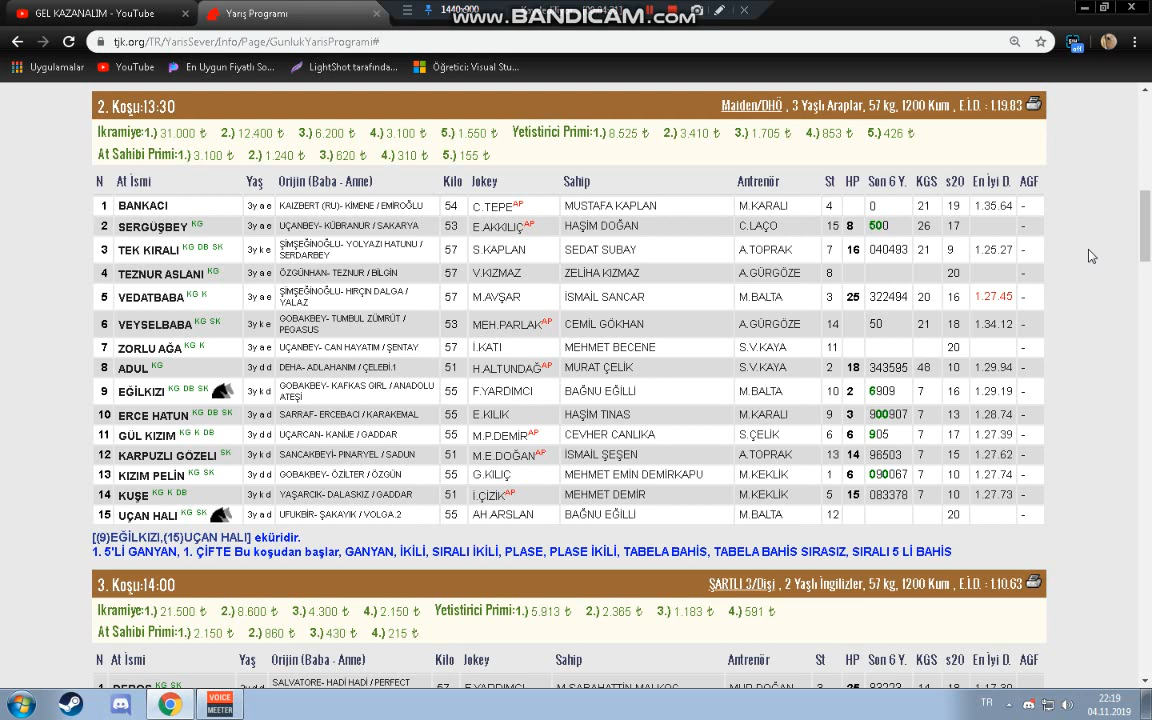 GEL KAZANALIM - YouTube
Yarış Programı
1440x900
www.BANDICAM.com
tjk.org/TR/YarisSever/Info/Page/GunlukYarisProgrami#
off
Uygulamalar YouTube En Uygun Fiyatlı So... LightShot tarafında... Öğretici: Visual Stu...
2. Koşu:13:30 Maiden/DHÖ , 3 Yaşlı Araplar, 57 kg, 1200 Kum , E.İ.D. : 1.19.83
İkramiye:1.) 31.000 ₺ 2.) 12.400 ₺ 3.) 6.200 ₺ 4.) 3.100 ₺ 5.) 1.550 ₺ Yetistirici Primi:1.) 8.525 ₺ 2.) 3.410 ₺ 3.) 1.705 ₺ 4.) 853 ₺ 5.) 426 ₺
At Sahibi Primi:1.) 3.100 ₺ 2.) 1.240 ₺ 3.) 620 ₺ 4.) 310 ₺ 5.) 155 ₺
N At İsmi Yaş Orijin (Baba - Anne) Kilo Jokey Sahip Antrenör St HP Son 6 Y. KGS s20 En İyi D. AGF
1 BANKACI 3y a e KAIZBERT (RU)- KİMENE / EMİROĞLU 54 C.TEPE AP MUSTAFA KAPLAN M.KARALI 4 0 21 19 1.35.64 -
2 SERGÜŞBEY KG 3y a e UÇANBEY- KÜBRANUR / SAKARYA 53 E.AKKILIÇ AP HAŞİM DOĞAN C.LAÇO 15 8 500 26 17 -
3 TEK KIRALI KG DB SK 3y k e ŞİMŞEĞİNOĞLU- YOLYAZI HATUNU / SERDARBEY 57 S.KAPLAN SEDAT SUBAY A.TOPRAK 7 16 040493 21 9 1.25.27 -
4 TEZNUR ASLANI KG 3y a e ÖZGÜNHAN- TEZNUR / BİLGİN 57 V.KIZMAZ ZELİHA KIZMAZ A.GÜRGÖZE 8 20 -
5 VEDATBABA KG K 3y a e ŞİMŞEĞİNOĞLU- HIRÇIN DALGA / YALAZ 57 M.AVŞAR İSMAİL SANCAR M.BALTA 3 25 322494 20 16 1.27.45 -
6 VEYSELBABA KG SK 3y k e GOBAKBEY- TUMBUL ZÜMRÜT / PEGASUS 53 MEH.PARLAK AP CEMİL GÖKHAN A.GÜRGÖZE 14 50 21 18 1.34.12 -
7 ZORLU AĞA KG K 3y a e UÇANBEY- CAN HAYATIM / ŞENTAY 57 İ.KATI MEHMET BECENE S.V.KAYA 11 20 -
8 ADUL KG 3y d d DEHA- ADLAHANIM / ÇELEBİ.1 51 H.ALTUNDAĞ AP MURAT ÇELİK S.V.KAYA 2 18 343595 48 10 1.29.94 -
9 EĞİLKIZI KG DB SK 3y k d GOBAKBEY- KAFKAS GIRL / ANADOLU ATEŞİ 55 F.YARDIMCI BAĞNU EĞİLLİ M.BALTA 10 2 6909 7 16 1.29.19 -
10 ERCE HATUN KG DB SK 3y a d SARRAF- ERCEBACI / KARAKEMAL 55 E.KILIK HAŞİM TINAS M.KARALI 9 3 900907 7 13 1.28.74 -
11 GÜL KIZIM KG K DB 3y d d UÇARCAN- KANİJE / GADDAR 55 M.P.DEMİR AP CEVHER CANLIKA S.ÇELİK 6 6 905 7 17 1.27.39 -
12 KARPUZLI GÖZELİ SK 3y k d SANCAKBEYİ- PINARYEL / SADUN 51 M.E.DOĞAN AP İSMAİL ŞEŞEN A.TOPRAK 13 14 96503 7 15 1.27.62 -
13 KIZIM PELİN KG SK 3y d d GOBAKBEY- ÖZİLTER / ÖZGÜN 55 G.KILIÇ MEHMET EMİN DEMİRKAPU M.KEKLİK 1 6 090067 7 10 1.27.74 -
14 KUŞE KG K DB 3y k d YAŞARCIK- DALASKIZ / GADDAR 51 İ.ÇİZİK AP MEHMET DEMİR M.KEKLİK 5 15 083378 7 10 1.27.73 -
15 UÇAN HALI KG SK 3y a d UFUKBİR- ŞAKAYIK / VOLGA.2 55 AH.ARSLAN BAĞNU EĞİLLİ M.BALTA 12 20 -
[(9)EĞİLKIZI,(15)UÇAN HALI] eküridir.
1. 5'Lİ GANYAN, 1. ÇİFTE Bu koşudan başlar, GANYAN, İKİLİ, SIRALI İKİLİ, PLASE, PLASE İKİLİ, TABELA BAHİS, TABELA BAHİS SIRASIZ, SIRALI 5 Lİ BAHİS
3. Koşu:14:00 ŞARTLI 3/Dişi , 2 Yaşlı İngilizler, 57 kg, 1200 Kum , E.İ.D. : 1.10.63
İkramiye:1.) 21.500 ₺ 2.) 8.600 ₺ 3.) 4.300 ₺ 4.) 2.150 ₺ Yetistirici Primi:1.) 5.913 ₺ 2.) 2.365 ₺ 3.) 1.183 ₺ 4.) 591 ₺
At Sahibi Primi:1.) 2.150 ₺ 2.) 860 ₺ 3.) 430 ₺ 4.) 215 ₺
N At İsmi Yaş Orijin (Baba - Anne) Kilo Jokey Sahip Antrenör St HP Son 6 Y. KGS s20 En İyi D. AGF
SALVATORE- HADİ HADİ / PERFECT
VOICE MEETER
TR 22:19
04.11.2019